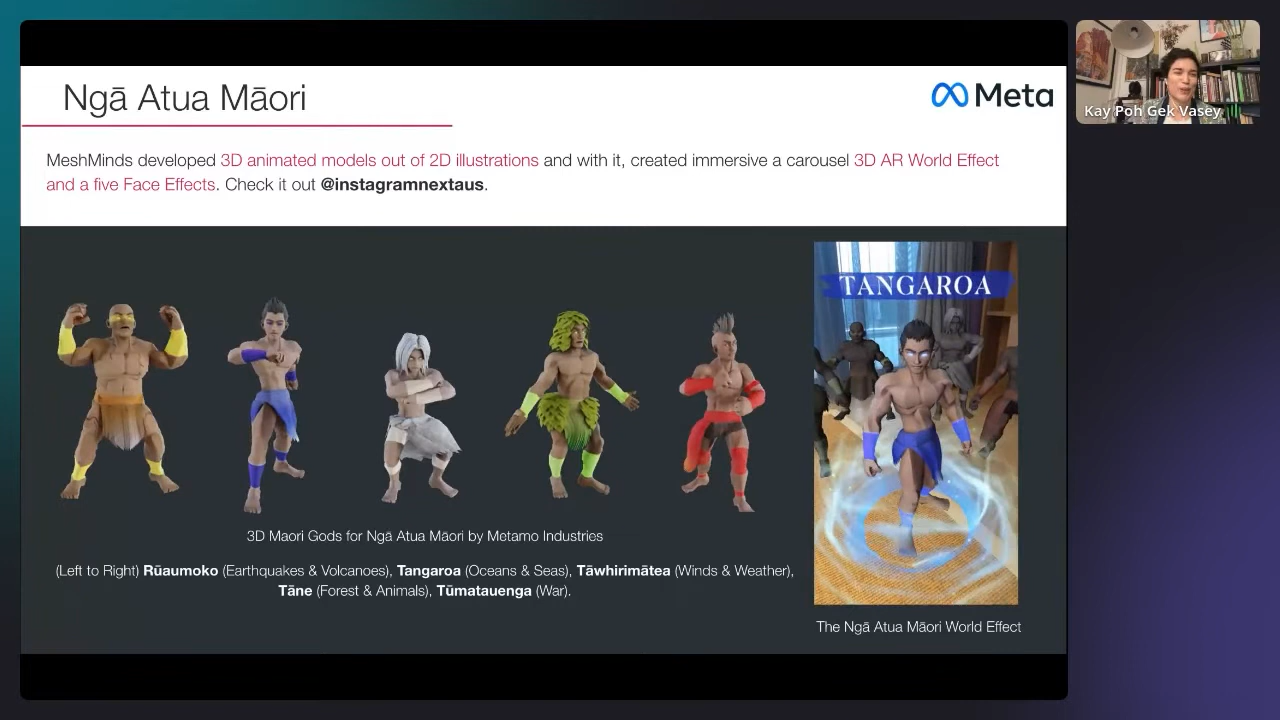 Ngā Atua Māori
Meta
MeshMinds developed 3D animated models out of 2D illustrations and with it, created immersive a carousel 3D AR World Effect
and a five Face Effects. Check it out @instagramnextaus.
TANGAROA
3D Maori Gods for Ngā Atua Māori by Metamo Industries
(Left to Right) Rūaumoko (Earthquakes & Volcanoes), Tangaroa (Oceans & Seas), Tāwhirimātea (Winds & Weather),
Tāne (Forest & Animals), Tūmatauenga (War).
The Ngā Atua Māori World Effect
Kay Poh Gek Vasey